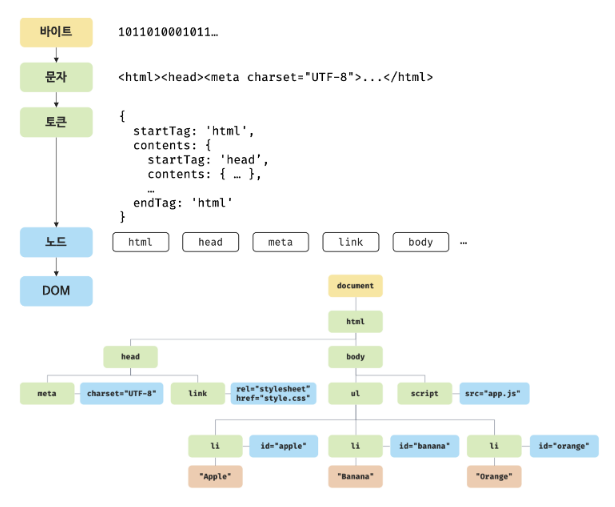 바이트
1011010001011…
문자
<html><head><meta charset="UTF-8">...</html>
토큰
{
  startTag: 'html',
  contents: {
    startTag: 'head’,
    contents: { … },
    …
  endTag: 'html'
}
노드
html head meta link body …
DOM
document
html
head body
meta charset="UTF-8" link rel="stylesheet"
href="style.css" ul script src="app.js"
li id="apple" li id="banana" li id="orange"
"Apple" "Banana" "Orange"